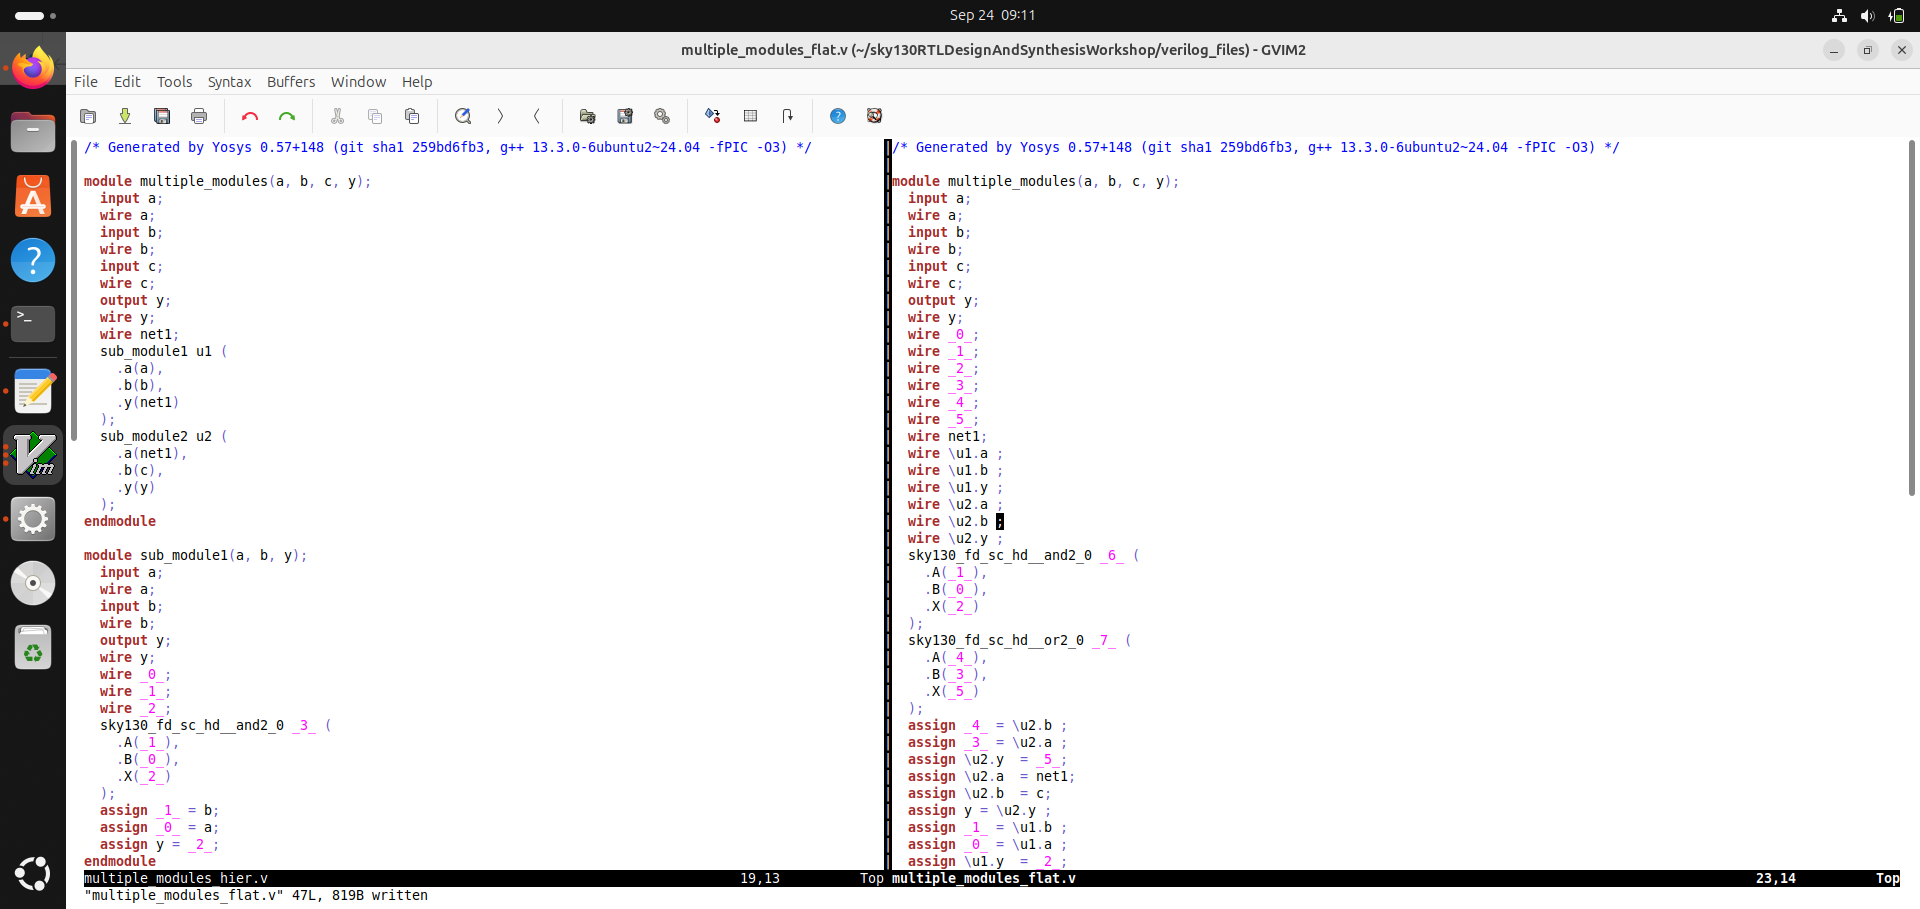 Sep 24 09:11
multiple_modules_flat.v (~/sky130RTLDesignAndSynthesisWorkshop/verilog_files) - GVIM2
File Edit Tools Syntax Buffers Window Help
/* Generated by Yosys 0.57+148 (git sha1 259bd6fb3, g++ 13.3.0-6ubuntu2~24.04 -fPIC -O3) */
module multiple_modules(a, b, c, y);
input a;
wire a;
input b;
wire b;
input c;
wire c;
output y;
wire y;
wire net1;
sub_module1 u1 (
.a(a),
.b(b),
.y(net1)
);
sub_module2 u2 (
.a(net1),
.b(c),
.y(y)
);
endmodule
module sub_module1(a, b, y);
input a;
wire a;
input b;
wire b;
output y;
wire y;
wire _0_;
wire _1_;
wire _2_;
sky130_fd_sc_hd__and2_0 _3_ (
.A(_1_),
.B(_0_),
.X(_2_)
);
assign _1_ = b;
assign _0_ = a;
assign y = _2_;
endmodule
multiple_modules_hier.v 19,13 Top
/* Generated by Yosys 0.57+148 (git sha1 259bd6fb3, g++ 13.3.0-6ubuntu2~24.04 -fPIC -O3) */
module multiple_modules(a, b, c, y);
input a;
wire a;
input b;
wire b;
input c;
wire c;
output y;
wire y;
wire _0_;
wire _1_;
wire _2_;
wire _3_;
wire _4_;
wire _5_;
wire net1;
wire \u1.a ;
wire \u1.b ;
wire \u1.y ;
wire \u2.a ;
wire \u2.b ;
wire \u2.y ;
sky130_fd_sc_hd__and2_0 _6_ (
.A(_1_),
.B(_0_),
.X(_2_)
);
sky130_fd_sc_hd__or2_0 _7_ (
.A(_4_),
.B(_3_),
.X(_5_)
);
assign _4_ = \u2.b ;
assign _3_ = \u2.a ;
assign \u2.y  = _5_;
assign \u2.a  = net1;
assign \u2.b  = c;
assign y = \u2.y ;
assign _1_ = \u1.b ;
assign _0_ = \u1.a ;
assign \u1.y  = _2_;
multiple_modules_flat.v 23,14 Top
"multiple_modules_flat.v" 47L, 819B written